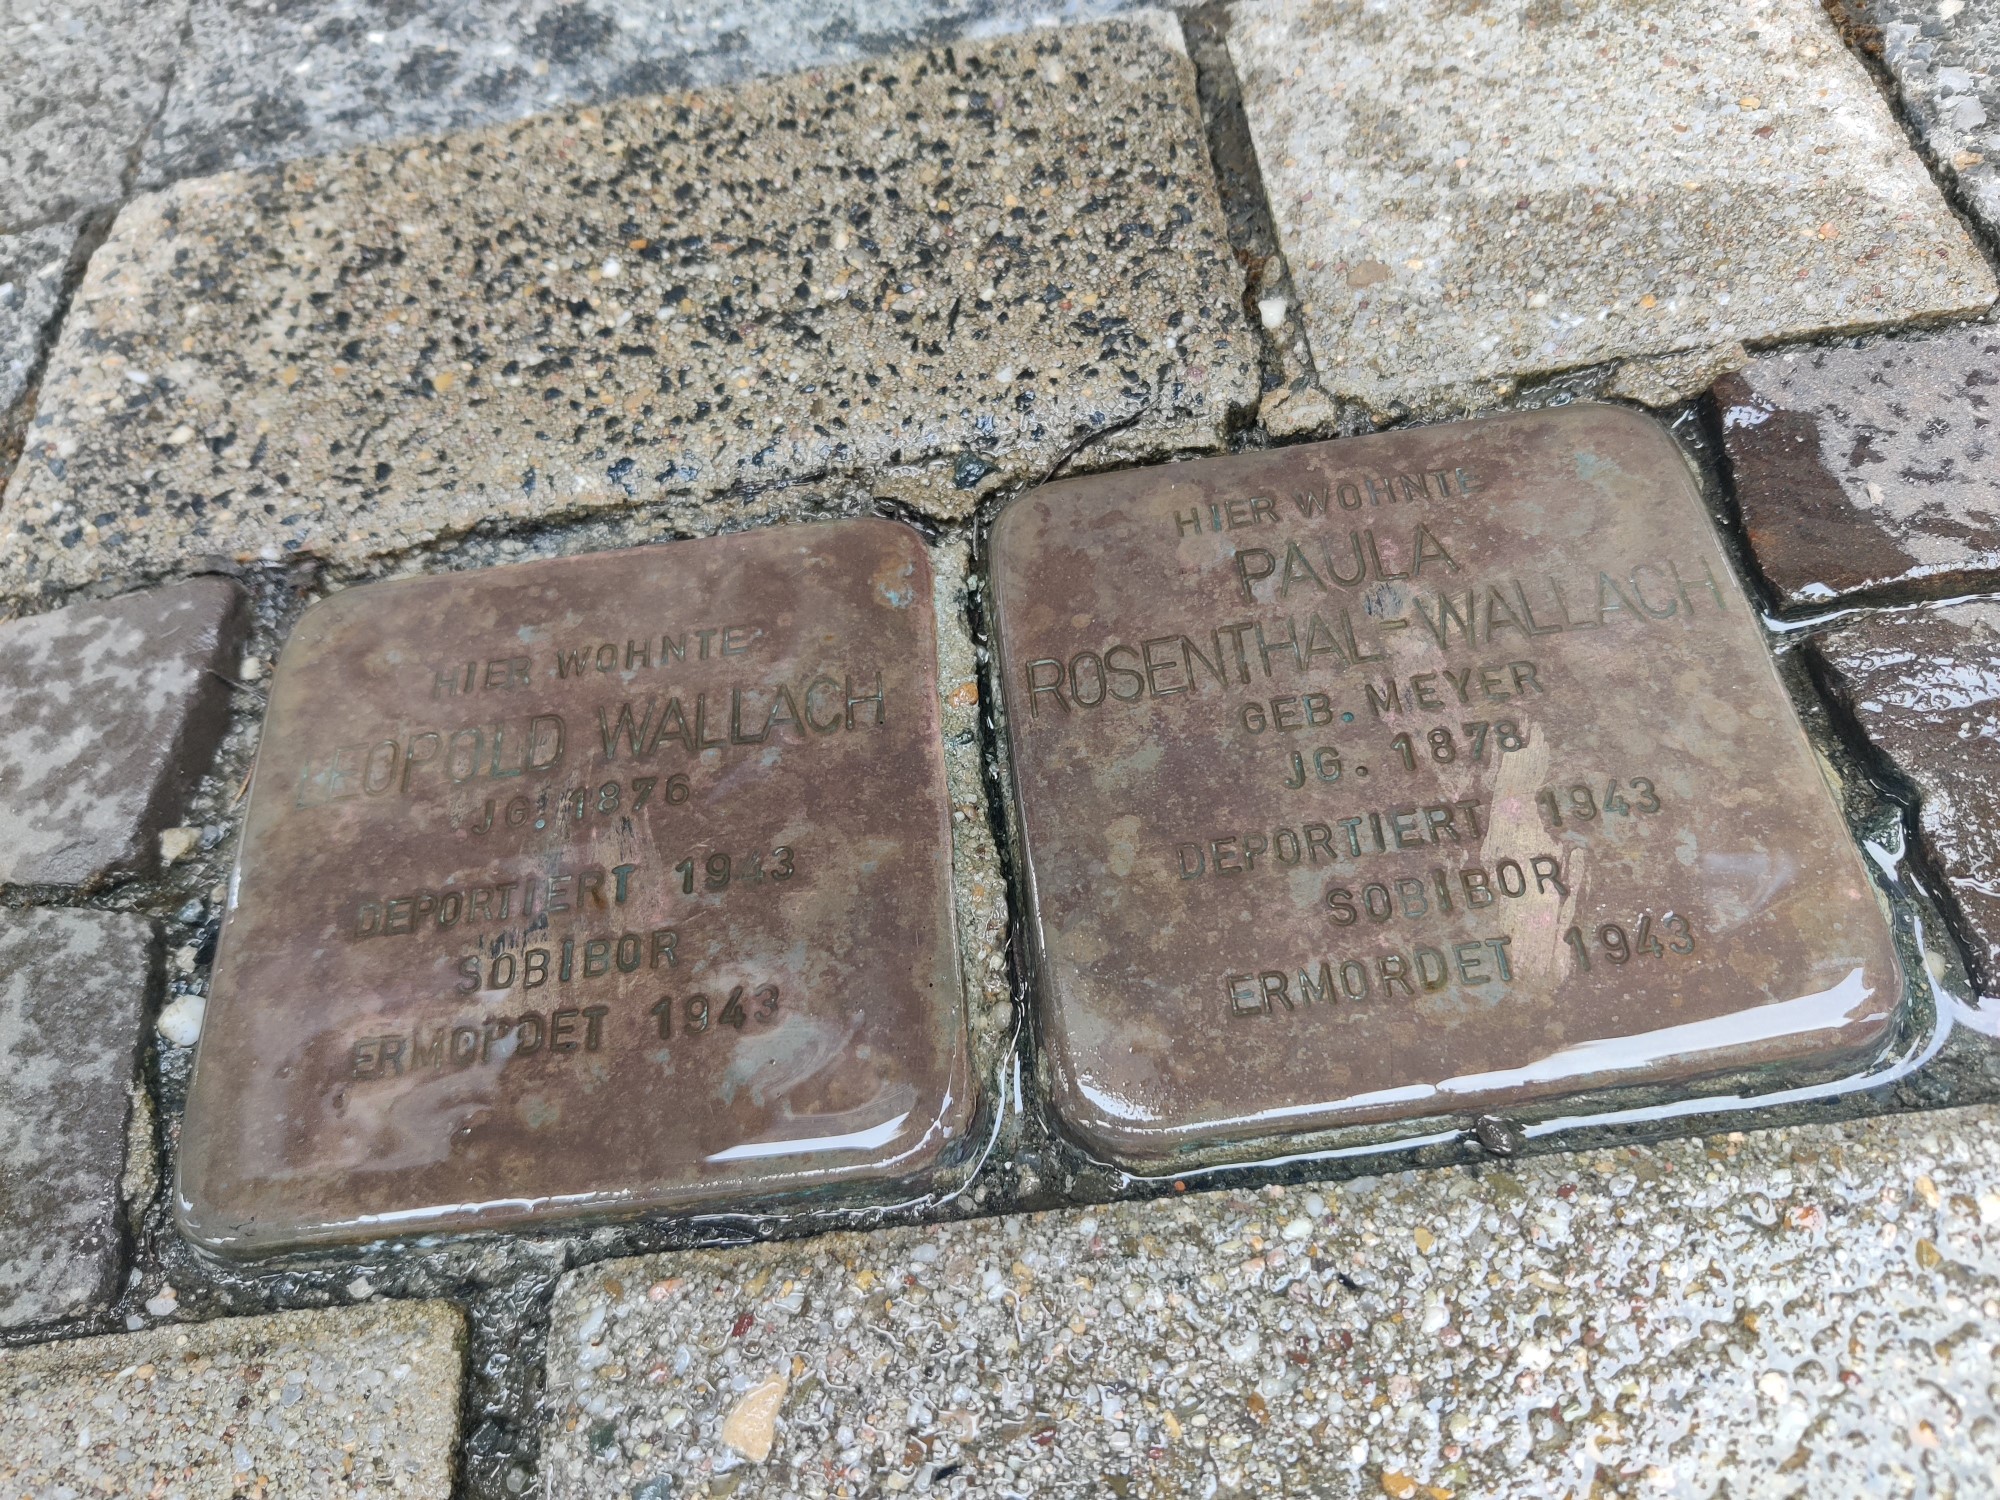 HIER WOHNTE
LEOPOLD WALLACH
JG. 1876
DEPORTIERT 1943
SOBIBOR
ERMORDET 1943
HIER WOHNTE
PAULA
ROSENTHAL-WALLACH
GEB. MEYER
JG. 1878
DEPORTIERT 1943
SOBIBOR
ERMORDET 1943